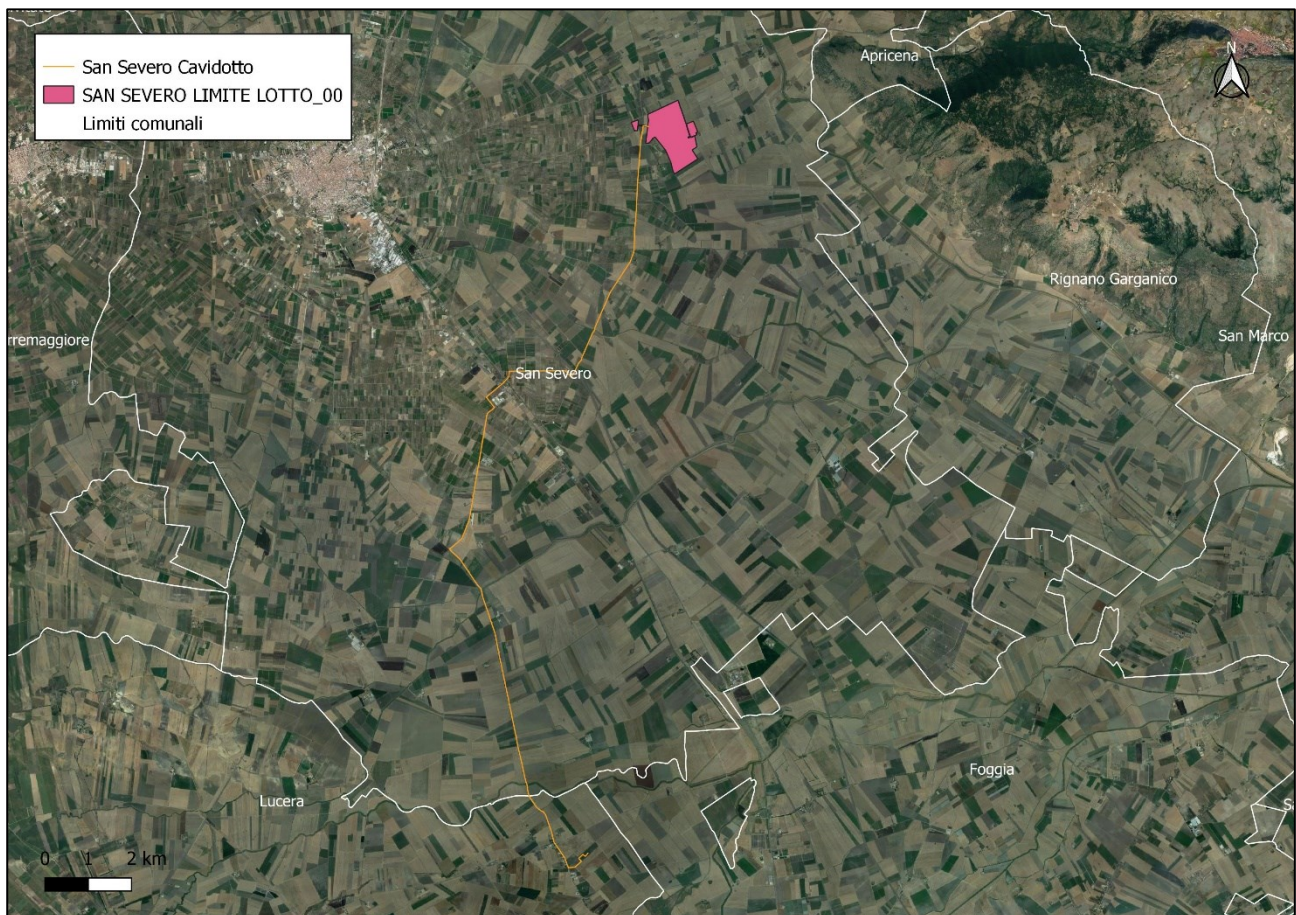 San Severo Cavidotto
SAN SEVERO LIMITE LOTTO_00
Limiti comunali
Apricena
N
Rignano Garganico
San Marco
rremaggiore
San Severo
Foggia
Lucera
0 1 2 km